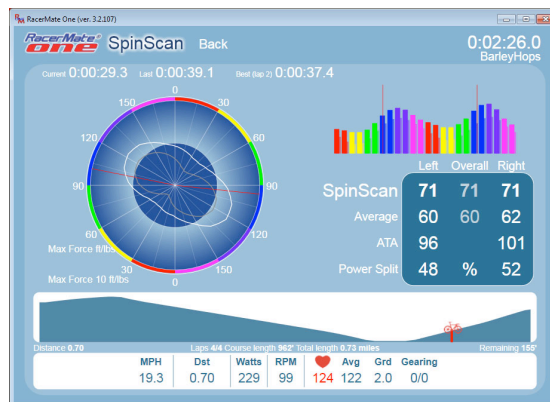 RacerMate One (ver. 3.2.107)
RacerMate® one SpinScan Back
0:02:26.0
BarleyHops
Current 0:00:29.3 Last 0:00:39.1 Best (lap 2) 0:00:37.4
0
150 30
120 60
90 90
60 120
30 150
0
Max Force ft/lbs
Max Force 10 ft/lbs
Left Overall Right
SpinScan 71 71 71
Average 60 60 62
ATA 96 101
Power Split 48 % 52
Distance 0.70 Laps 4/4 Course length 962' Total length 0.73 miles Remaining 155'
MPH Dst Watts RPM Avg Grd Gearing
19.3 0.70 229 99 124 122 2.0 0/0